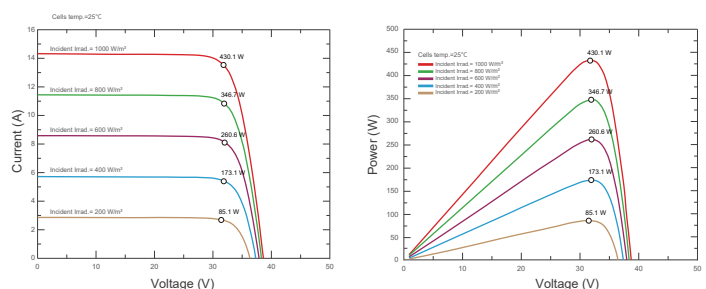 Cells temp.=25℃
16
14
12
10
8
6
4
2
0
Current (A)
Incident Irrad.= 1000 W/m²
Incident Irrad.= 800 W/m²
Incident Irrad.= 600 W/m²
Incident Irrad.= 400 W/m²
Incident Irrad.= 200 W/m²
430.1 W
346.7 W
260.6 W
173.1 W
85.1 W
0 10 20 30 40 50
Voltage (V)
500
450
400
350
300
250
200
150
100
50
0
Power (W)
Cells temp.=25℃
Incident Irrad.= 1000 W/m²
Incident Irrad.= 800 W/m²
Incident Irrad.= 600 W/m²
Incident Irrad.= 400 W/m²
Incident Irrad.= 200 W/m²
430.1 W
346.7 W
260.6 W
173.1 W
85.1 W
0 10 20 30 40 50
Voltage (V)